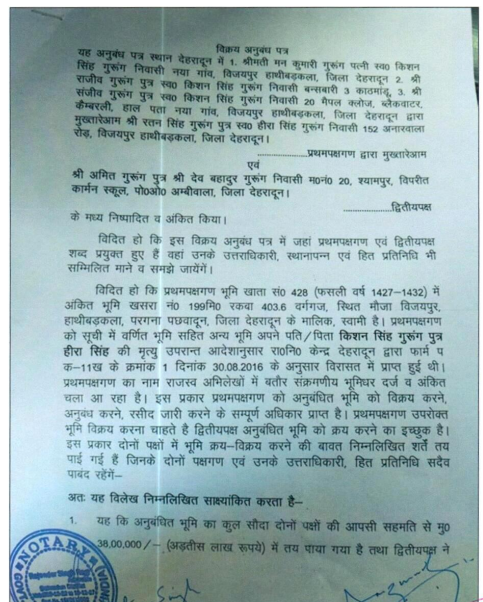 विक्रय अनुबंध पत्र
यह अनुबंध पत्र स्थान देहरादून में 1. श्रीमती मन कुमारी गुरूंग पत्नी स्व0 किशन
सिंह गुरूंग निवासी नया गांव, विजयपुर हाथीबड़कला, जिला देहरादून 2. श्री
राजीव गुरूंग पुत्र स्व0 किशन सिंह गुरूंग निवासी बन्सबारी 3 काठमांडू, 3. श्री
संजीव गुरूंग पुत्र स्व0 किशन सिंह गुरूंग निवासी 20 मैपल क्लोज, ब्लैकवाटर,
कैम्बरली, हाल पता नया गांव, विजयपुर हाथीबड़कला, जिला देहरादून द्वारा
मुख्तारेआम श्री रतन सिंह गुरूंग पुत्र स्व0 हीरा सिंह गुरूंग निवासी 152 अनारवाला
रोड़, विजयपुर हाथीबड़कला, जिला देहरादून।
..............प्रथमपक्षगण द्वारा मुख्तारेआम
एवं
श्री अमित गुरूंग पुत्र श्री देव बहादुर गुरूंग निवासी म0नं0 20, श्यामपुर, विपरीत
कार्मन स्कूल, पो0ओ0 अम्बीवाला, जिला देहरादून।
....................द्वितीयपक्ष
के मध्य निष्पादित व अंकित किया।
विदित हो कि इस विक्रय अनुबंध पत्र में जहां प्रथमपक्षगण एवं द्वितीयपक्ष
शब्द प्रयुक्त हुए हैं वहां उनके उत्तराधिकारी, स्थानापन्न एवं हित प्रतिनिधी भी
सम्मिलित माने व समझे जायेंगें।
विदित हो कि प्रथमपक्षगण भूमि खाता सं0 428 (फसली वर्ष 1427–1432) में
अंकित भूमि खसरा नं0 199मि0 रकबा 403.6 वर्गगज, स्थित मौजा विजयपुर,
हाथीबड़कला, परगना पछवादून, जिला देहरादून के मालिक, स्वामी है। प्रथमपक्षगण
को सूची में वर्णित भूमि सहित अन्य भूमि अपने पति/पिता किशन सिंह गुरूंग पुत्र
हीरा सिंह की मृत्यु उपरान्त आदेशानुसार रा0नि0 केन्द्र देहरादून द्वारा फार्म प
क–11ख के क्रमांक 1 दिनांक 30.08.2016 के अनुसार विरासत में प्राप्त हुई थी।
प्रथमपक्षगण का नाम राजस्व अभिलेखों में बतौर संक्रमणीय भूमिधर दर्ज व अंकित
चला आ रहा है। इस प्रकार प्रथमपक्षगण को अनुबंधित भूमि को विक्रय करने,
अनुबंध करने, रसीद जारी करने के सम्पूर्ण अधिकार प्राप्त है। प्रथमपक्षगण उपरोक्त
भूमि विक्रय करना चाहते है द्वितीयपक्ष अनुबंधित भूमि को क्रय करने का इच्छुक है।
इस प्रकार दोनों पक्षों में भूमि क्रय–विक्रय करने की बावत निम्नलिखित शर्ते तय
पाई गई हैं जिनके दोनों पक्षगण एवं उनके उत्तराधिकारी, हित प्रतिनिधि सदैव
पाबंद रहेंगें–
अतः यह विलेख निम्नलिखित साक्ष्यांकित करता है–
1. यह कि अनुबंधित भूमि का कुल सौदा दोनों पक्षों की आपसी सहमति से मु0
38,00,000/– (अड़तीस लाख रूपये) में तय पाया गया है तथा द्वितीयपक्ष ने
NOTARY
Singh